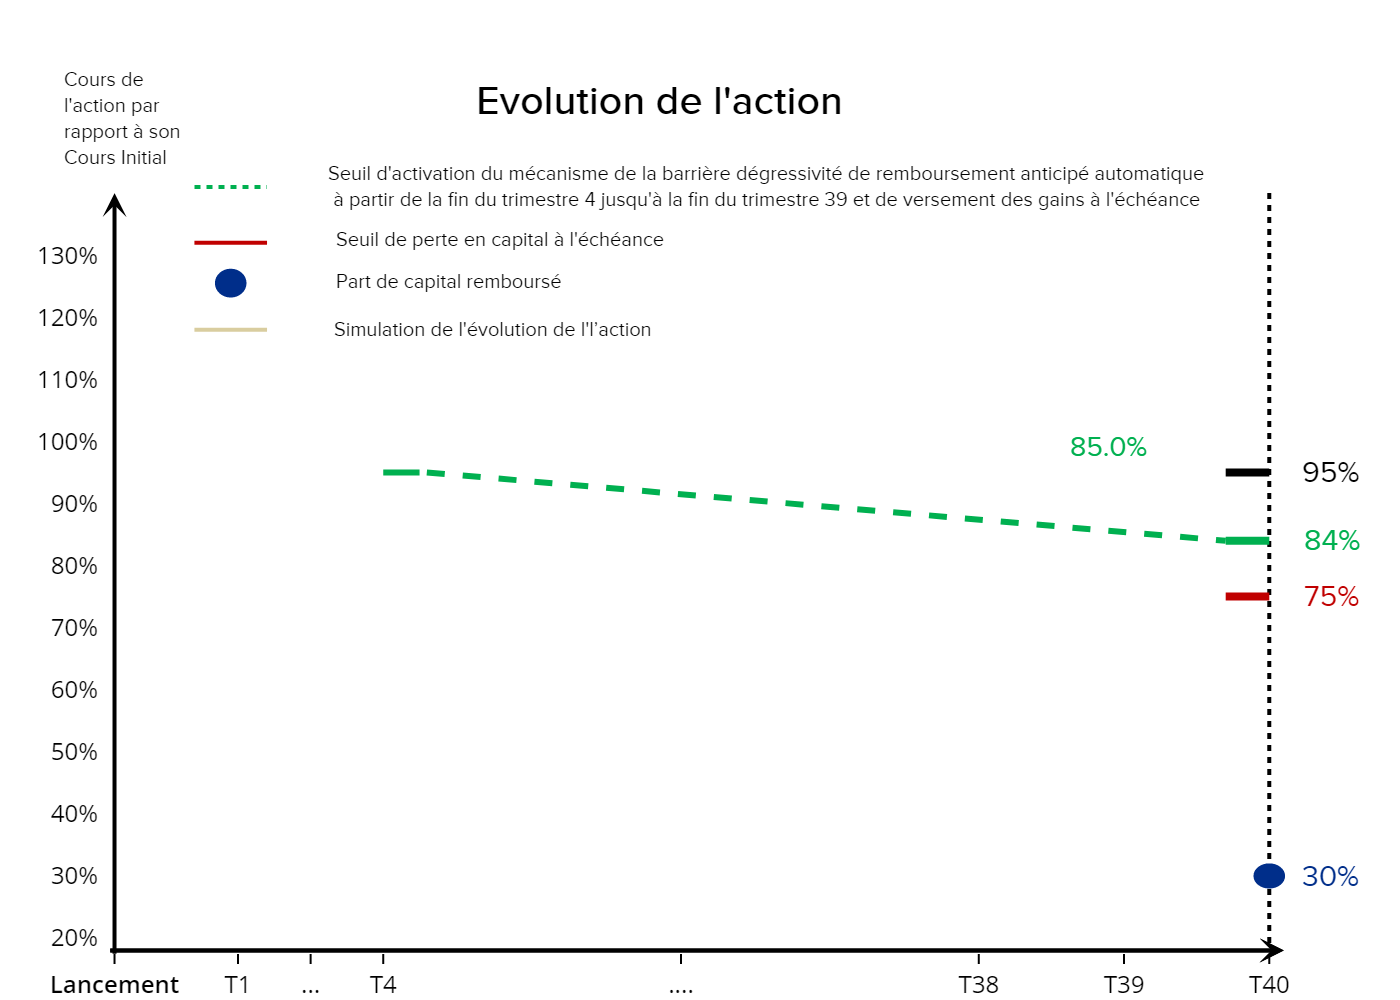 Cours de
l'action par
rapport à son
Cours Initial
Evolution de l'action
Seuil d'activation du mécanisme de la barrière dégressivité de remboursement anticipé automatique
à partir de la fin du trimestre 4 jusqu'à la fin du trimestre 39 et de versement des gains à l'échéance
Seuil de perte en capital à l'échéance
Part de capital remboursé
Simulation de l'évolution de l'l’action
130%
120%
110%
100%
90%
80%
70%
60%
50%
40%
30%
20%
85.0%
95%
84%
75%
30%
Lancement T1 ... T4 .... T38 T39 T40